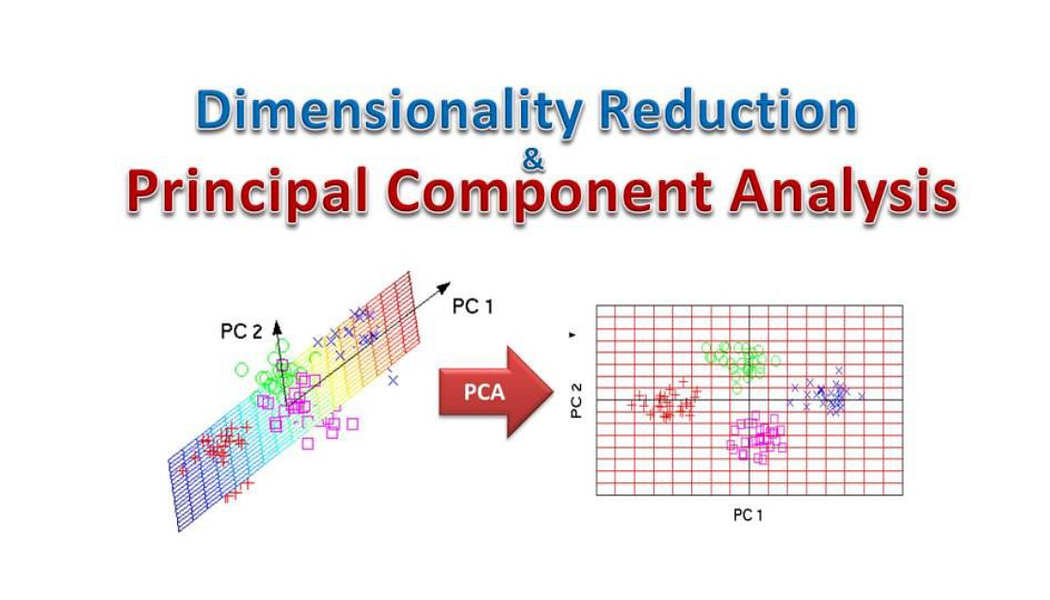 Dimensionality Reduction
&
Principal Component Analysis
PC 1
PC 2
PCA
PC 2
PC 1